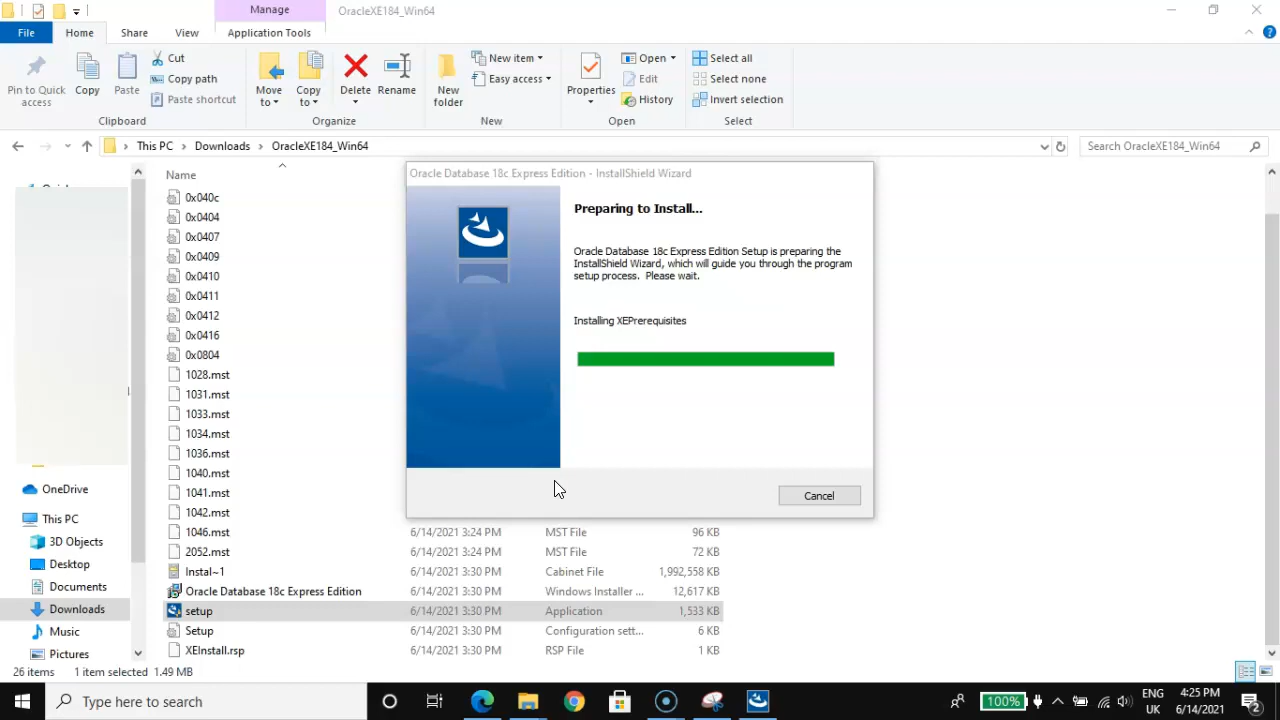 Manage
OracleXE184_Win64
File
Home
Share
View
Application Tools
Pin to Quick access
Copy
Paste
Cut
Copy path
Paste shortcut
Clipboard
Move to
Copy to
Delete
Rename
Organize
New folder
New item
Easy access
New
Properties
Open
Edit
History
Open
Select all
Select none
Invert selection
Select
This PC > Downloads > OracleXE184_Win64
Search OracleXE184_Win64
Name
0x040c
0x0404
0x0407
0x0409
0x0410
0x0411
0x0412
0x0416
0x0804
1028.mst
1031.mst
1033.mst
1034.mst
1036.mst
1040.mst
1041.mst
1042.mst
1046.mst 6/14/2021 3:24 PM MST File 96 KB
2052.mst 6/14/2021 3:24 PM MST File 72 KB
Instal~1 6/14/2021 3:30 PM Cabinet File 1,992,558 KB
Oracle Database 18c Express Edition 6/14/2021 3:30 PM Windows Installer ... 12,617 KB
setup 6/14/2021 3:30 PM Application 1,533 KB
Setup 6/14/2021 3:30 PM Configuration sett... 6 KB
XEInstall.rsp 6/14/2021 3:30 PM RSP File 1 KB
OneDrive
This PC
3D Objects
Desktop
Documents
Downloads
Music
Pictures
Oracle Database 18c Express Edition - InstallShield Wizard
Preparing to Install...
Oracle Database 18c Express Edition Setup is preparing the
InstallShield Wizard, which will guide you through the program
setup process. Please wait.
Installing XEPrerequisites
Cancel
26 items 1 item selected 1.49 MB
Type here to search
100%
ENG
UK
4:25 PM
6/14/2021
2